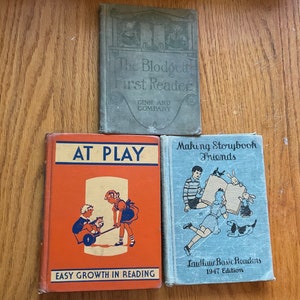 The Blodgett
First Reader
GINN AND
COMPANY
AT PLAY
EASY GROWTH IN READING
Making Storybook
Friends
Laidlaw Basic Readers
1947 Edition